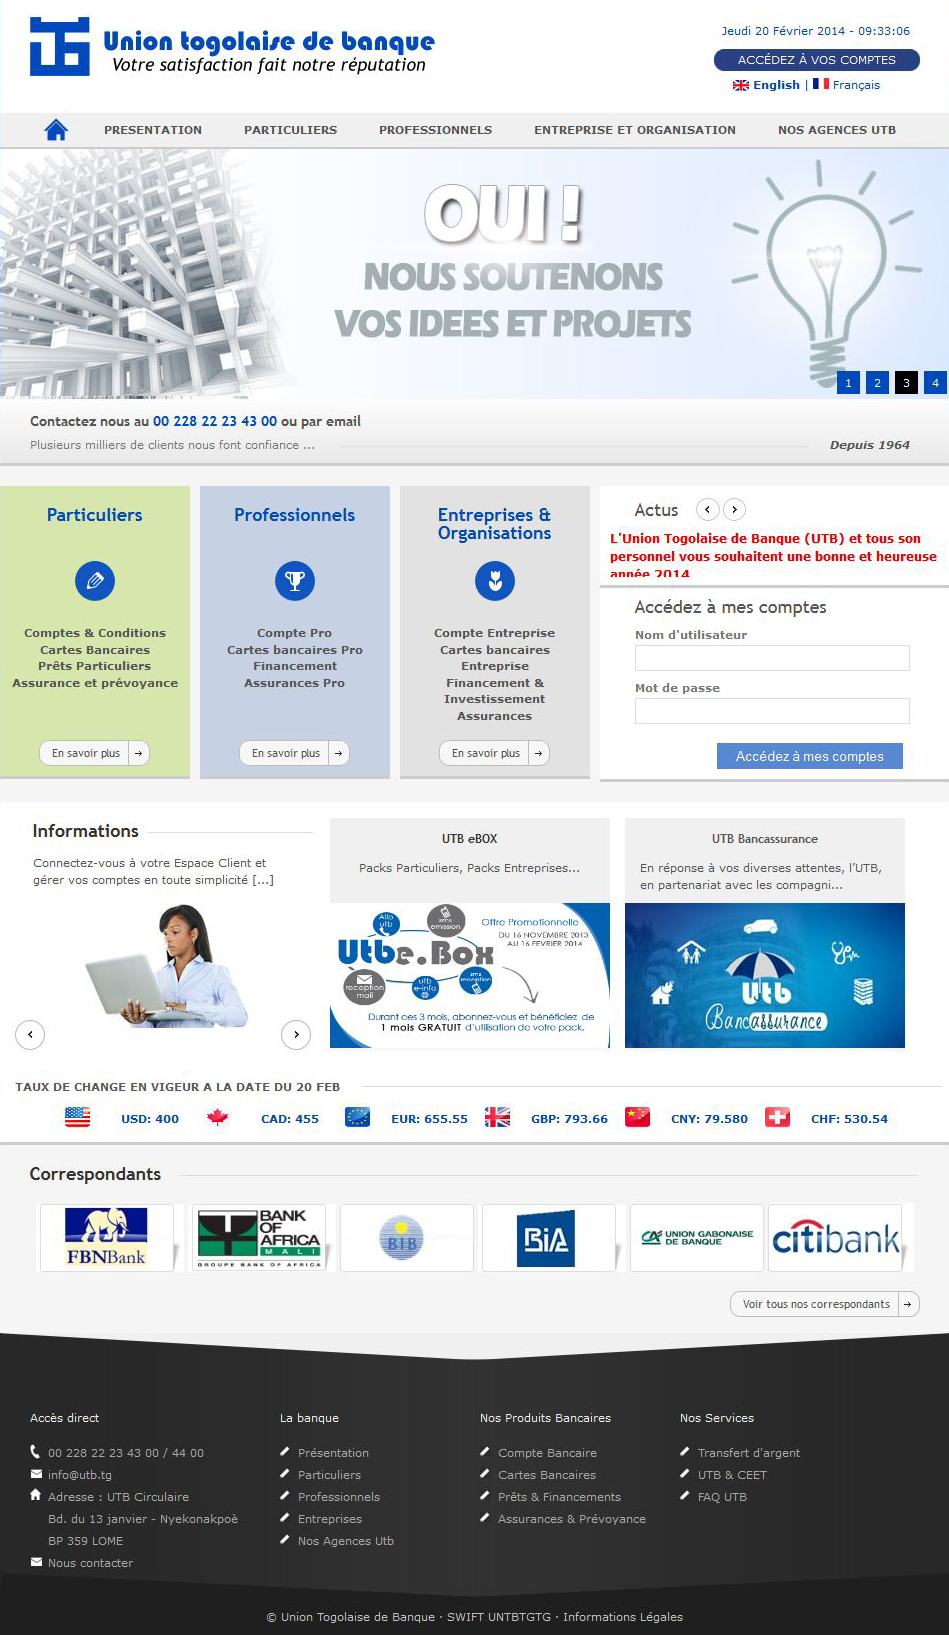 Union togolaise de banque
Votre satisfaction fait notre réputation
Jeudi 20 Février 2014 - 09:33:06
ACCÉDEZ À VOS COMPTES
English | Français
PRESENTATION PARTICULIERS PROFESSIONNELS ENTREPRISE ET ORGANISATION NOS AGENCES UTB
OUI !
NOUS SOUTENONS
VOS IDEES ET PROJETS
1 2 3 4
Contactez nous au 00 228 22 23 43 00 ou par email
Plusieurs milliers de clients nous font confiance ...
Depuis 1964
Particuliers
Comptes & Conditions
Cartes Bancaires
Prêts Particuliers
Assurance et prévoyance
En savoir plus
Professionnels
Compte Pro
Cartes bancaires Pro
Financement
Assurances Pro
En savoir plus
Entreprises &
Organisations
Compte Entreprise
Cartes bancaires
Entreprise
Financement &
Investissement
Assurances
En savoir plus
Actus
L'Union Togolaise de Banque (UTB) et tous son
personnel vous souhaitent une bonne et heureuse
année 2014
Accédez à mes comptes
Nom d'utilisateur
Mot de passe
Accédez à mes comptes
Informations
Connectez-vous à votre Espace Client et
gérer vos comptes en toute simplicité [...]
UTB eBOX
Packs Particuliers, Packs Entreprises...
Allo
utb
sms
emission
Offre Promotionnelle
DU 16 NOVEMBRE 2013
AU 16 FEVRIER 2014
Utbe.Box
reception
mail
utb
e-info
sms
reception
Durant ces 3 mois, abonnez-vous et bénéficiez de
1 mois GRATUIT d'utilisation de votre pack.
UTB Bancassurance
En réponse à vos diverses attentes, l’UTB,
en partenariat avec les compagni...
Utb
Bancassurance
TAUX DE CHANGE EN VIGEUR A LA DATE DU 20 FEB
USD: 400 CAD: 455 EUR: 655.55 GBP: 793.66 CNY: 79.580 CHF: 530.54
Correspondants
FBNBank
BANK
OF
AFRICA
MALI
GROUPE BANK OF AFRICA
BIB
BIA
UNION GABONAISE
DE BANQUE
citibank
Voir tous nos correspondants
Accès direct
00 228 22 23 43 00 / 44 00
info@utb.tg
Adresse : UTB Circulaire
Bd. du 13 janvier - Nyekonakpoè
BP 359 LOME
Nous contacter
La banque
Présentation
Particuliers
Professionnels
Entreprises
Nos Agences Utb
Nos Produits Bancaires
Compte Bancaire
Cartes Bancaires
Prêts & Financements
Assurances & Prévoyance
Nos Services
Transfert d'argent
UTB & CEET
FAQ UTB
© Union Togolaise de Banque · SWIFT UNTBTGTG · Informations Légales